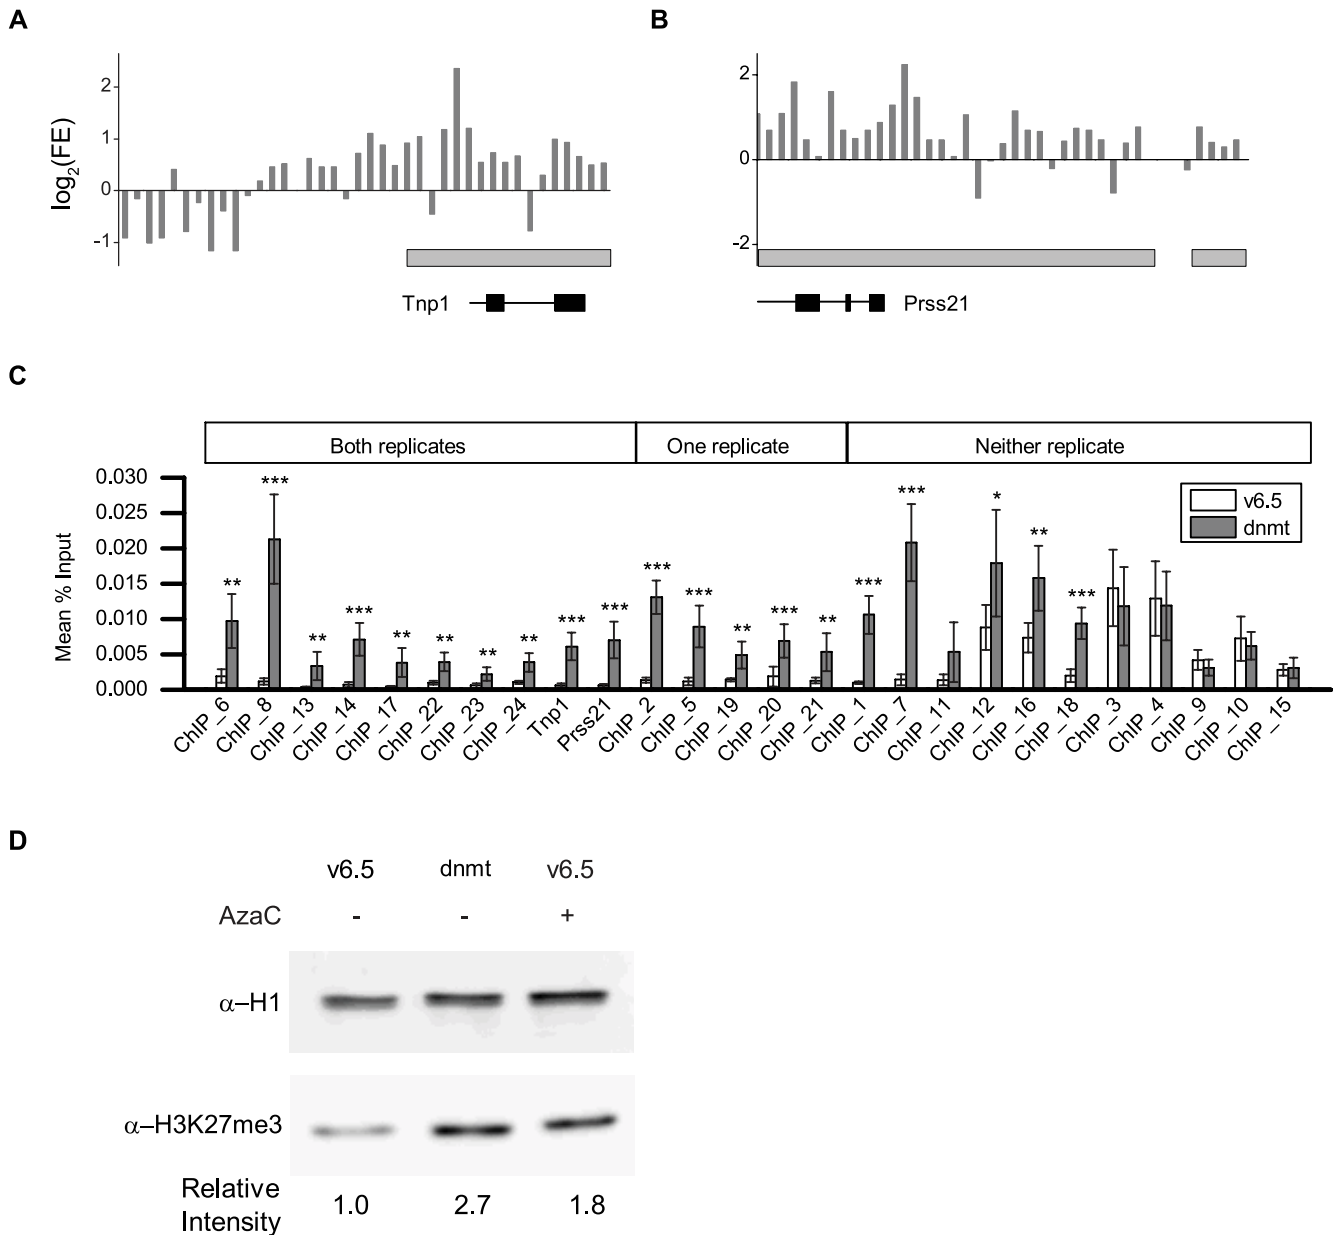 A
B
log2(FE)
2
1
0
-1
2
0
-2
Tnp1
Prss21
C
Both replicates
One replicate
Neither replicate
Mean % Input
0.030
0.025
0.020
0.015
0.010
0.005
0.000
** *** ** *** ** ** ** ** *** *** *** *** ** *** ** *** *** * ** ***
v6.5
dnmt
ChIP_6 ChIP_8 ChIP_13 ChIP_14 ChIP_17 ChIP_22 ChIP_23 ChIP_24 Tnp1 Prss21 ChIP_2 ChIP_5 ChIP_19 ChIP_20 ChIP_21 ChIP_1 ChIP_7 ChIP_11 ChIP_12 ChIP_16 ChIP_18 ChIP_3 ChIP_4 ChIP_9 ChIP_10 ChIP_15
D
v6.5 dnmt v6.5
AzaC - - +
α–H1
α–H3K27me3
Relative
Intensity
1.0 2.7 1.8